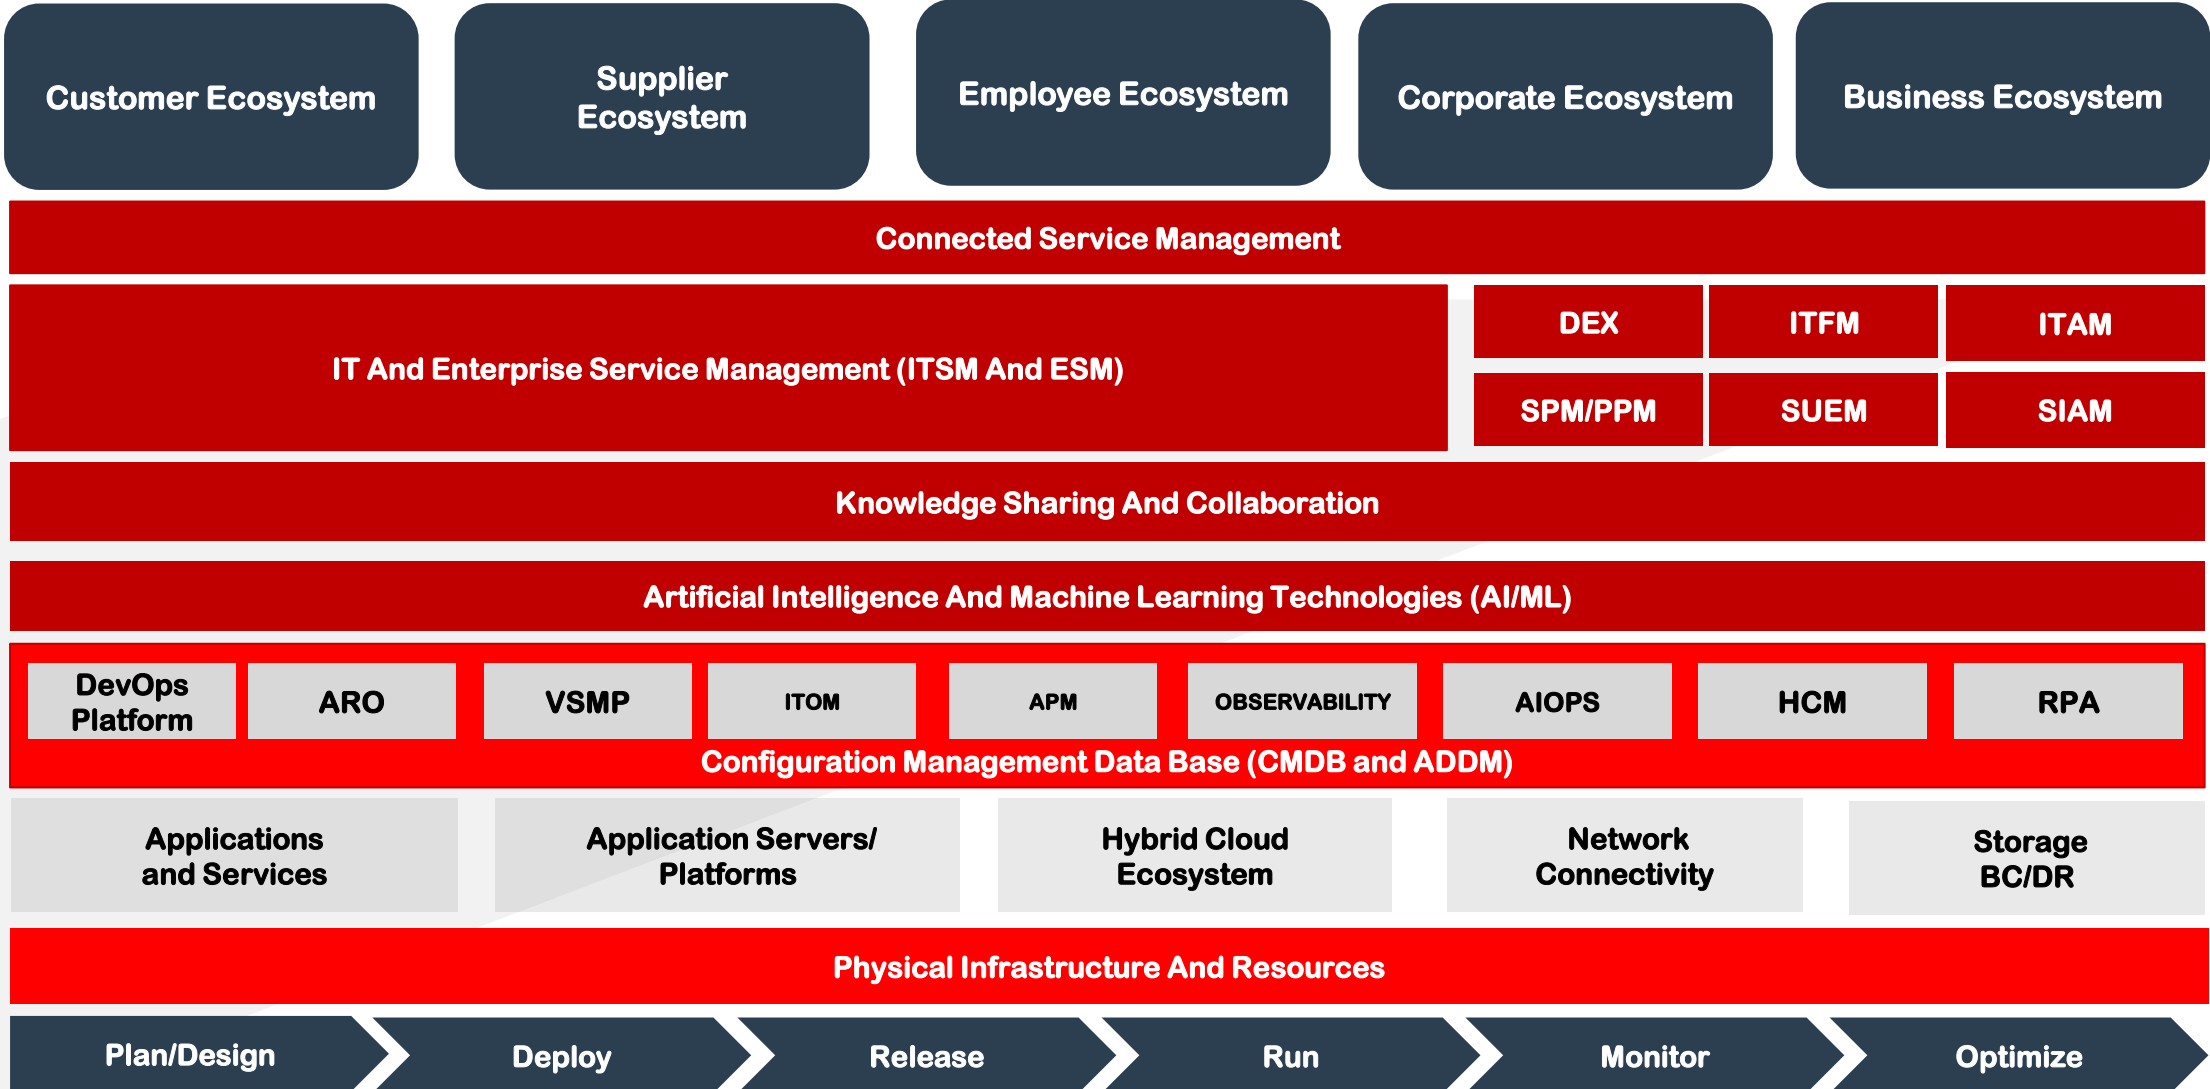 Customer Ecosystem
Supplier
Ecosystem
Employee Ecosystem
Corporate Ecosystem
Business Ecosystem
Connected Service Management
IT And Enterprise Service Management (ITSM And ESM)
DEX
ITFM
ITAM
SPM/PPM
SUEM
SIAM
Knowledge Sharing And Collaboration
Artificial Intelligence And Machine Learning Technologies (AI/ML)
DevOps
Platform
ARO
VSMP
ITOM
APM
OBSERVABILITY
AIOPS
HCM
RPA
Configuration Management Data Base (CMDB and ADDM)
Applications
and Services
Application Servers/
Platforms
Hybrid Cloud
Ecosystem
Network
Connectivity
Storage
BC/DR
Physical Infrastructure And Resources
Plan/Design
Deploy
Release
Run
Monitor
Optimize